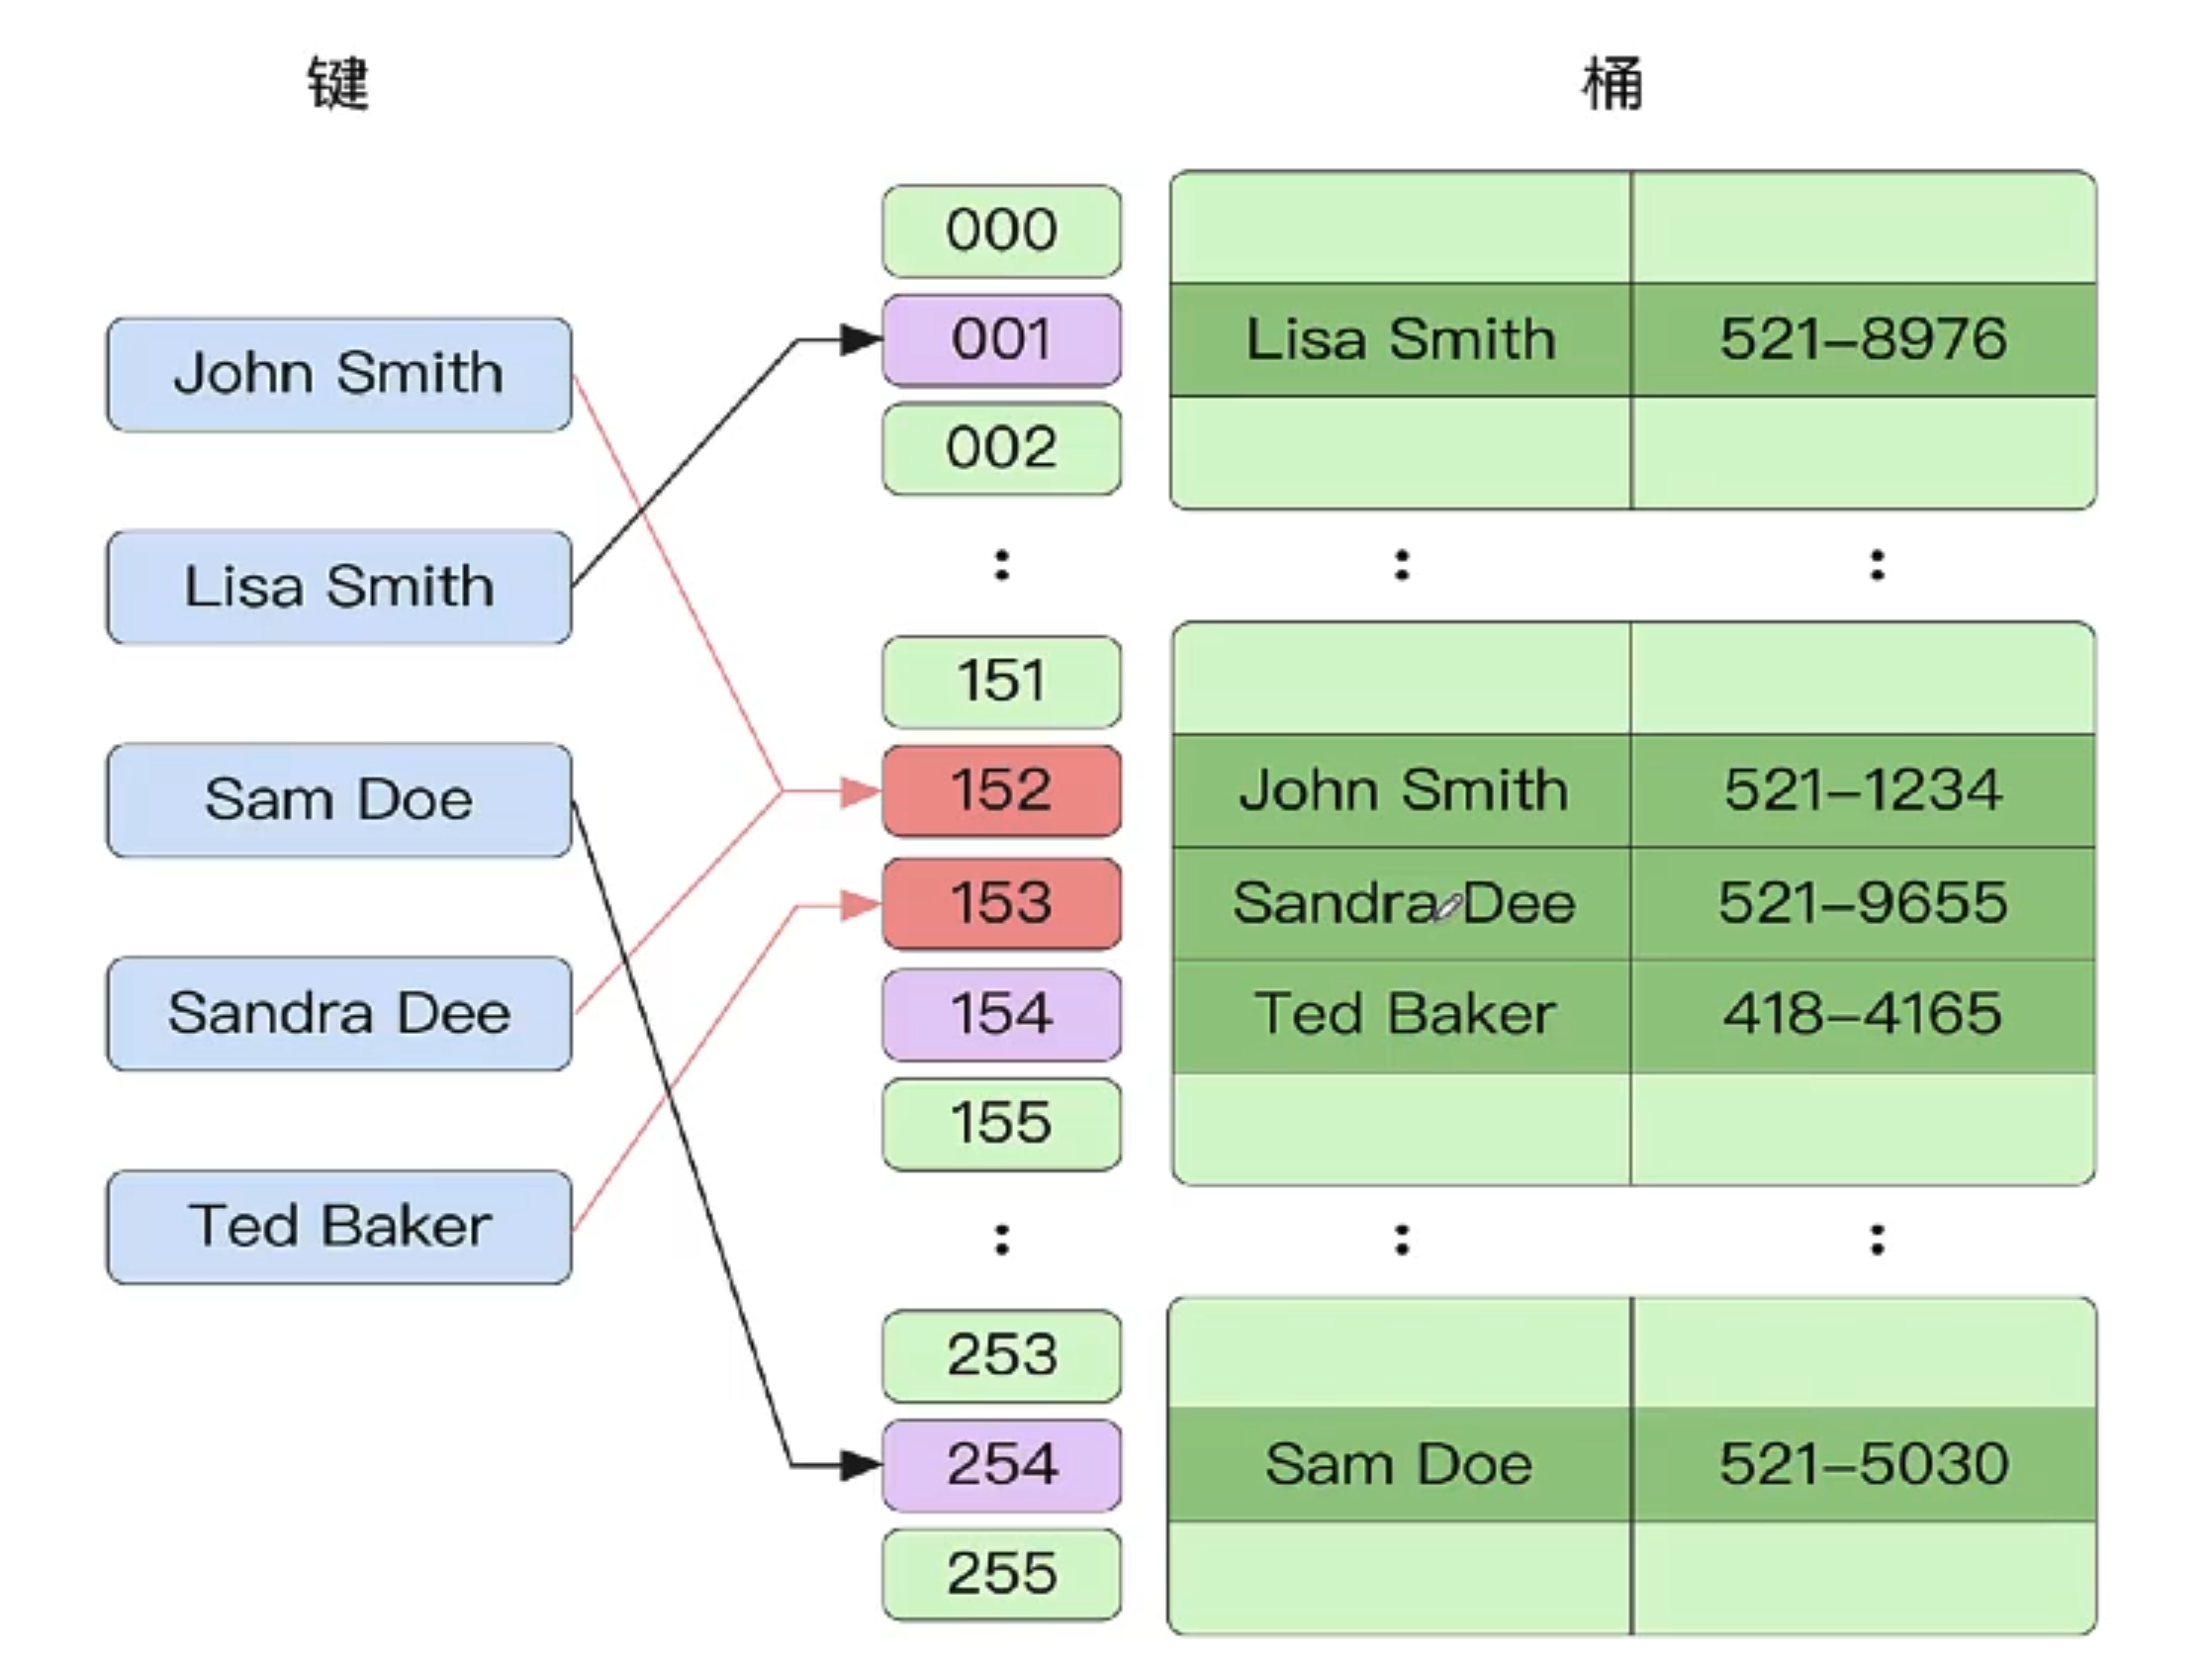 键
桶
John Smith
Lisa Smith
Sam Doe
Sandra Dee
Ted Baker
000
001 Lisa Smith 521–8976
002
:
:
:
151
152 John Smith 521–1234
153 Sandra Dee 521–9655
154 Ted Baker 418–4165
155
:
:
:
253
254 Sam Doe 521–5030
255